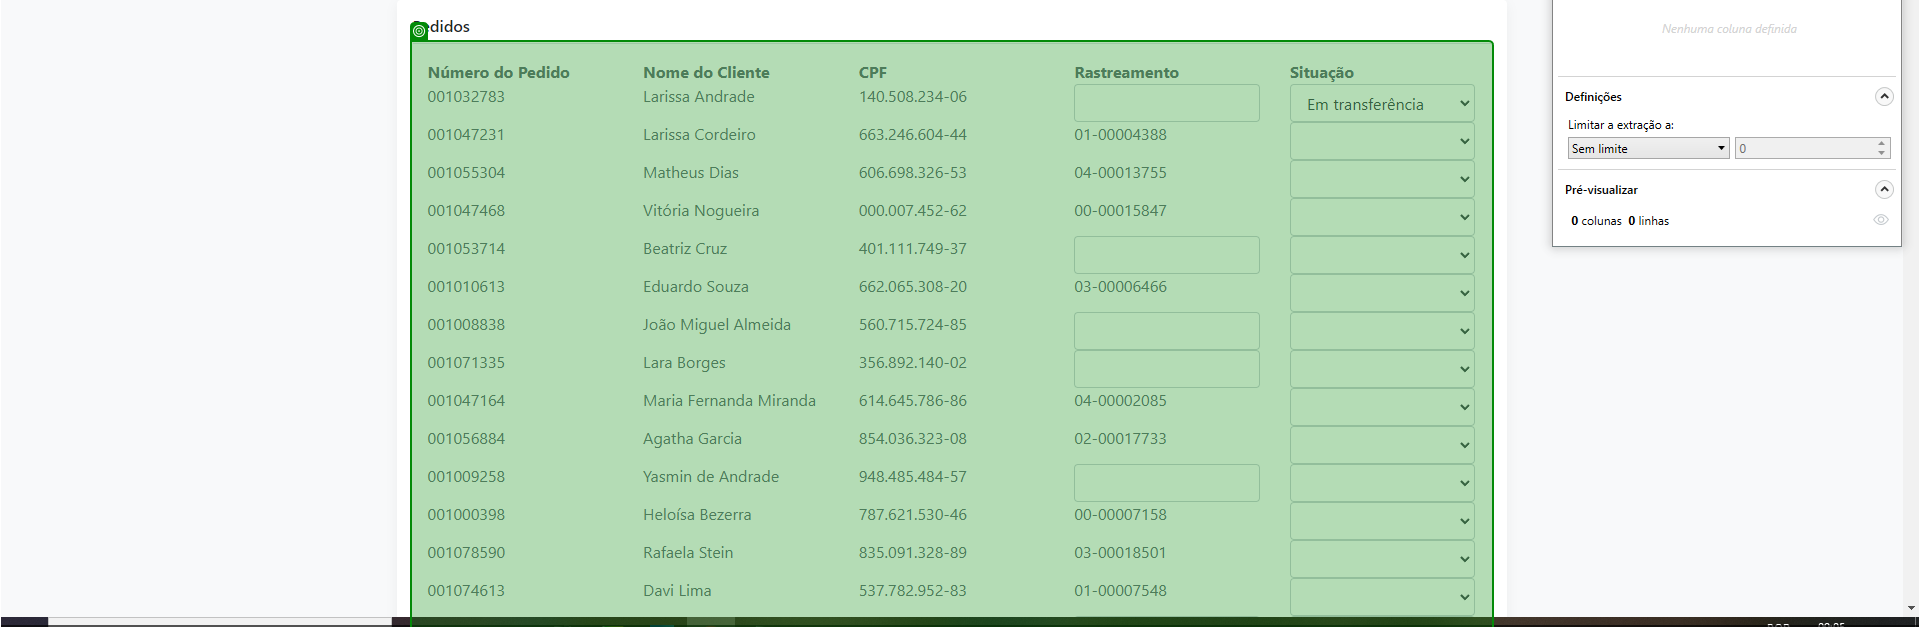 Pedidos
Número do Pedido Nome do Cliente CPF Rastreamento Situação
001032783 Larissa Andrade 140.508.234-06 Em transferência
001047231 Larissa Cordeiro 663.246.604-44 01-00004388
001055304 Matheus Dias 606.698.326-53 04-00013755
001047468 Vitória Nogueira 000.007.452-62 00-00015847
001053714 Beatriz Cruz 401.111.749-37
001010613 Eduardo Souza 662.065.308-20 03-00006466
001008838 João Miguel Almeida 560.715.724-85
001071335 Lara Borges 356.892.140-02
001047164 Maria Fernanda Miranda 614.645.786-86 04-00002085
001056884 Agatha Garcia 854.036.323-08 02-00017733
001009258 Yasmin de Andrade 948.485.484-57
001000398 Heloísa Bezerra 787.621.530-46 00-00007158
001078590 Rafaela Stein 835.091.328-89 03-00018501
001074613 Davi Lima 537.782.952-83 01-00007548
Nenhuma coluna definida
Definições
Limitar a extração a:
Sem limite 0
Pré-visualizar
0 colunas 0 linhas